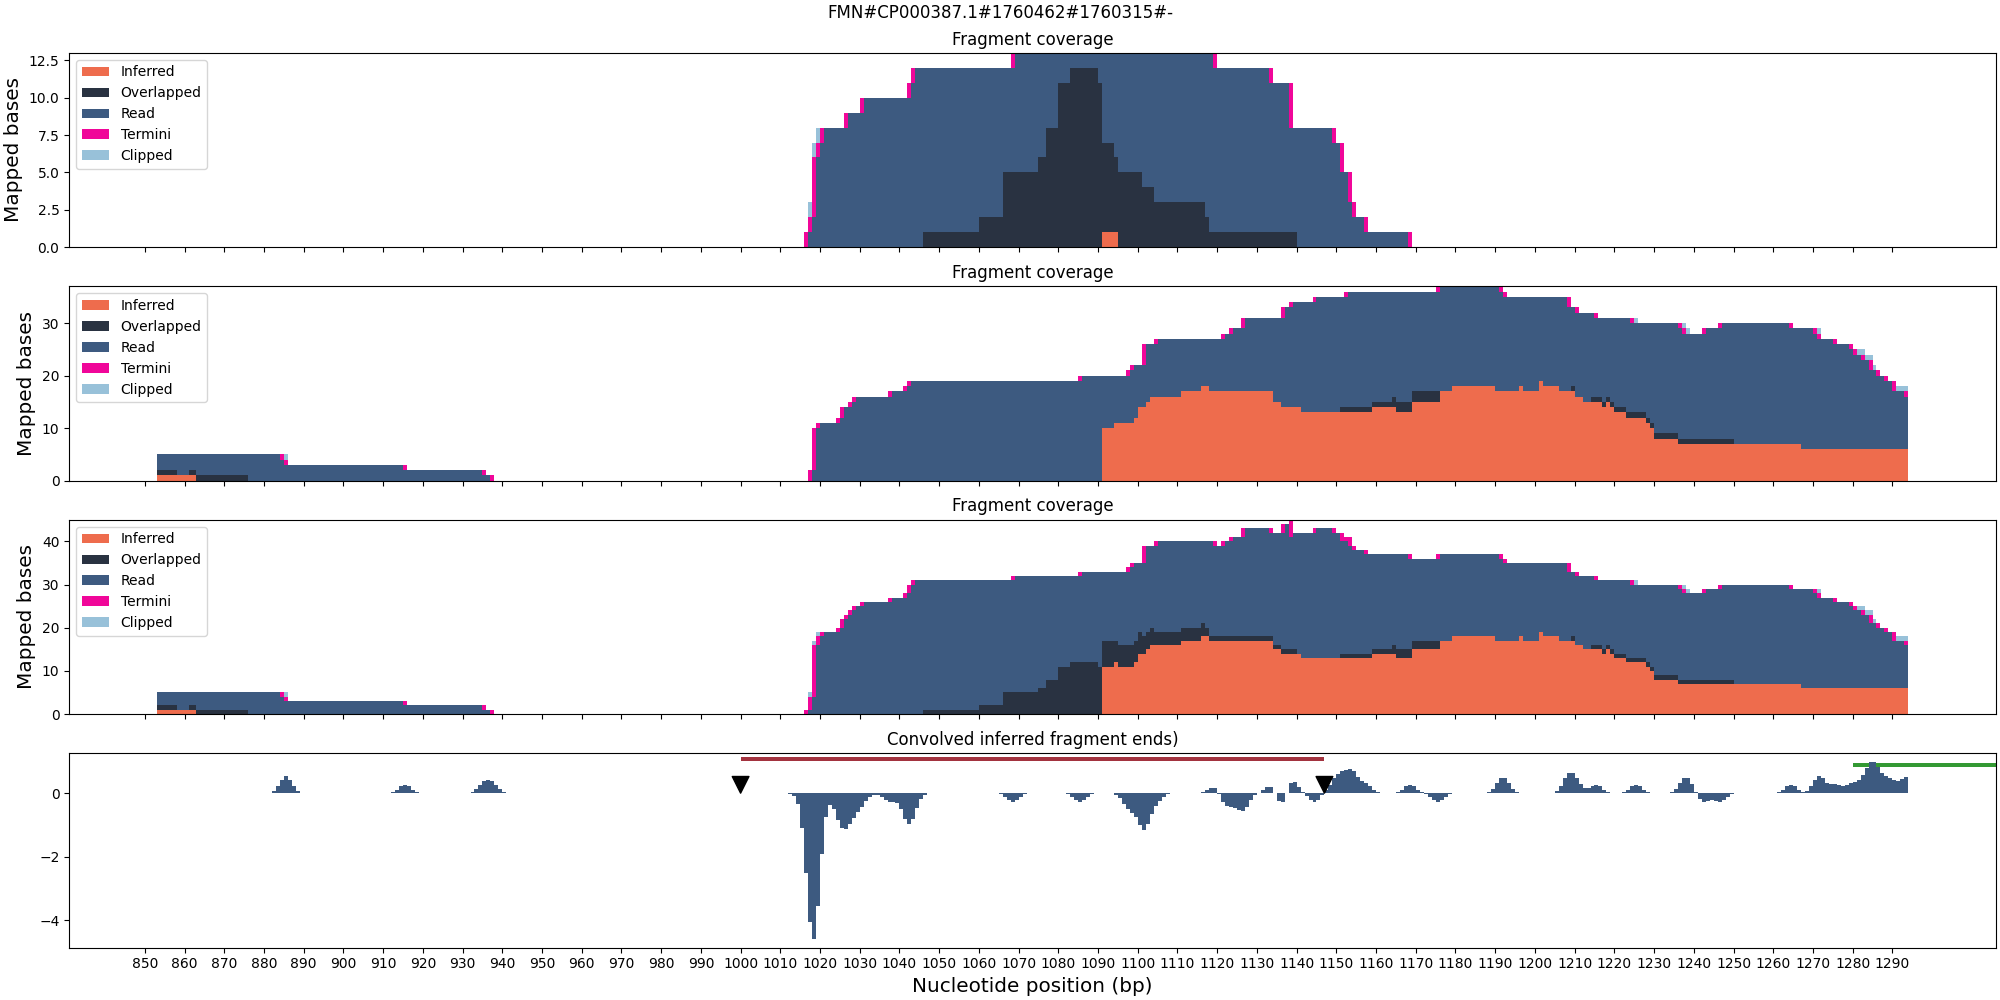 FMN#CP000387.1#1760462#1760315#-
Fragment coverage
Mapped bases
12.5
10.0
7.5
5.0
2.5
0.0
Inferred
Overlapped
Read
Termini
Clipped
Fragment coverage
Mapped bases
30
20
10
0
Inferred
Overlapped
Read
Termini
Clipped
Fragment coverage
Mapped bases
40
30
20
10
0
Inferred
Overlapped
Read
Termini
Clipped
Convolved inferred fragment ends)
0
−2
−4
850 860 870 880 890 900 910 920 930 940 950 960 970 980 990 1000 1010 1020 1030 1040 1050 1060 1070 1080 1090 1100 1110 1120 1130 1140 1150 1160 1170 1180 1190 1200 1210 1220 1230 1240 1250 1260 1270 1280 1290
Nucleotide position (bp)